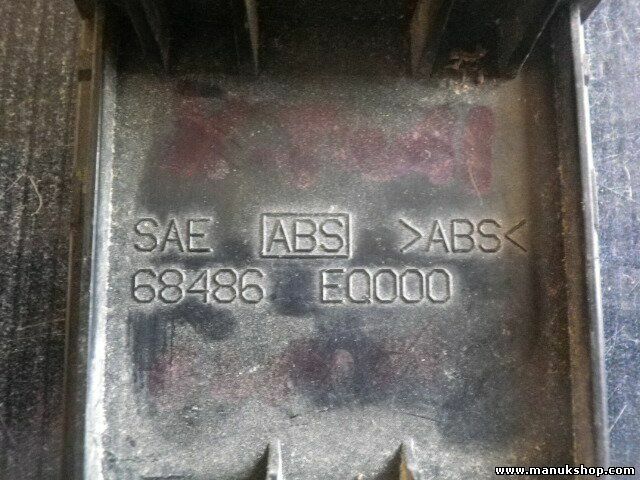 SAE ABS >ABS<
68486 EQ000
www.manukshop.com